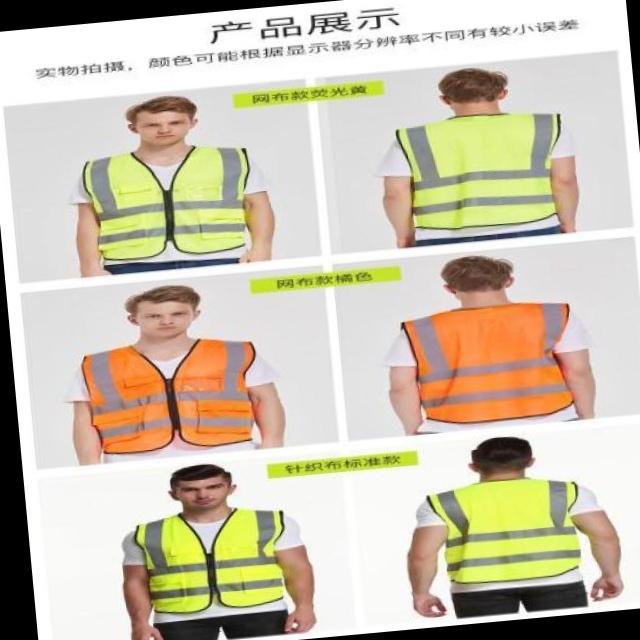 产品展示
实物拍摄，颜色可能根据显示器分辨率不同有较小误差
网布款荧光黄
网布款橘色
针织布标准款